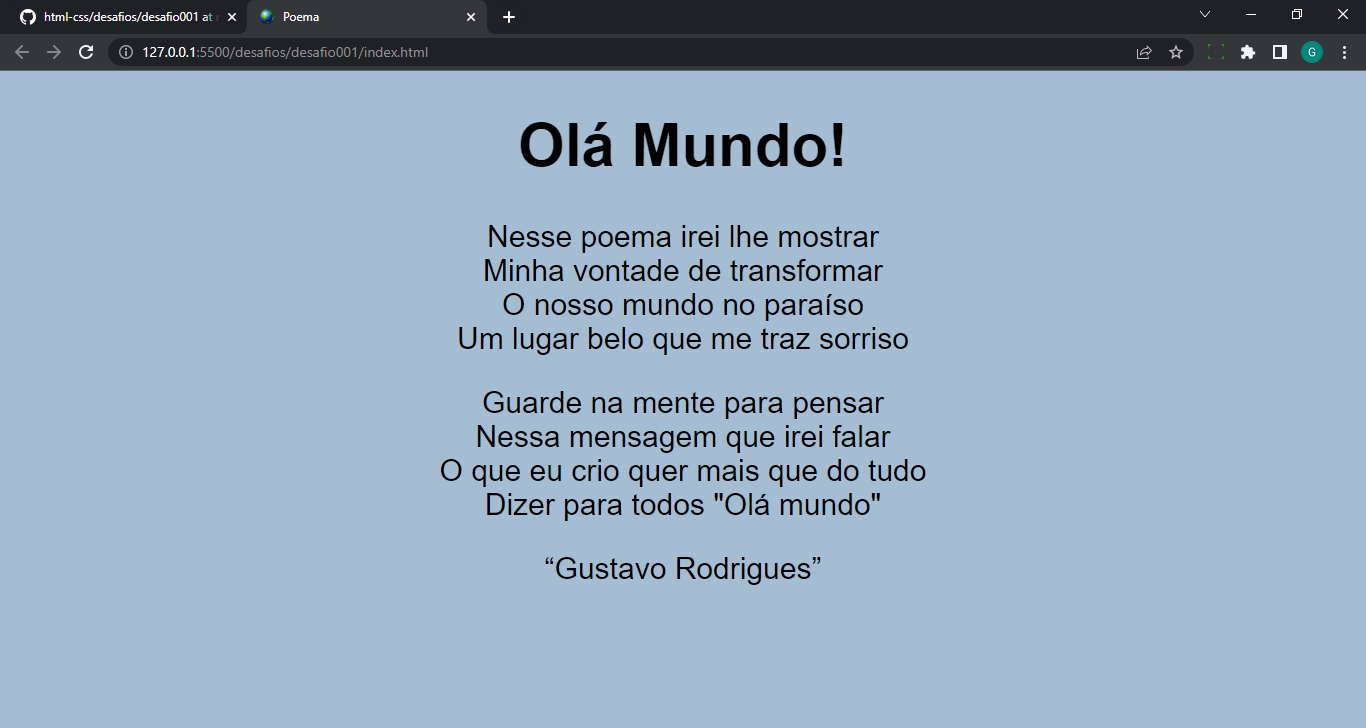 html-css/desafios/desafio001 at
Poema
127.0.0.1:5500/desafios/desafio001/index.html
G
Olá Mundo!
Nesse poema irei lhe mostrar
Minha vontade de transformar
O nosso mundo no paraíso
Um lugar belo que me traz sorriso
Guarde na mente para pensar
Nessa mensagem que irei falar
O que eu crio quer mais que do tudo
Dizer para todos "Olá mundo"
“Gustavo Rodrigues”